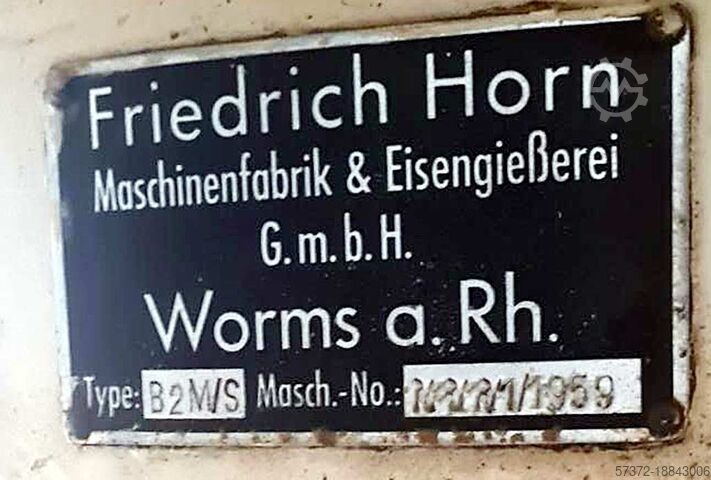 Friedrich Horn
Maschinenfabrik & Eisengießerei
G.m.b.H.
Worms a. Rh.
Type: B2M/S Masch.-No.:
57372-18843006